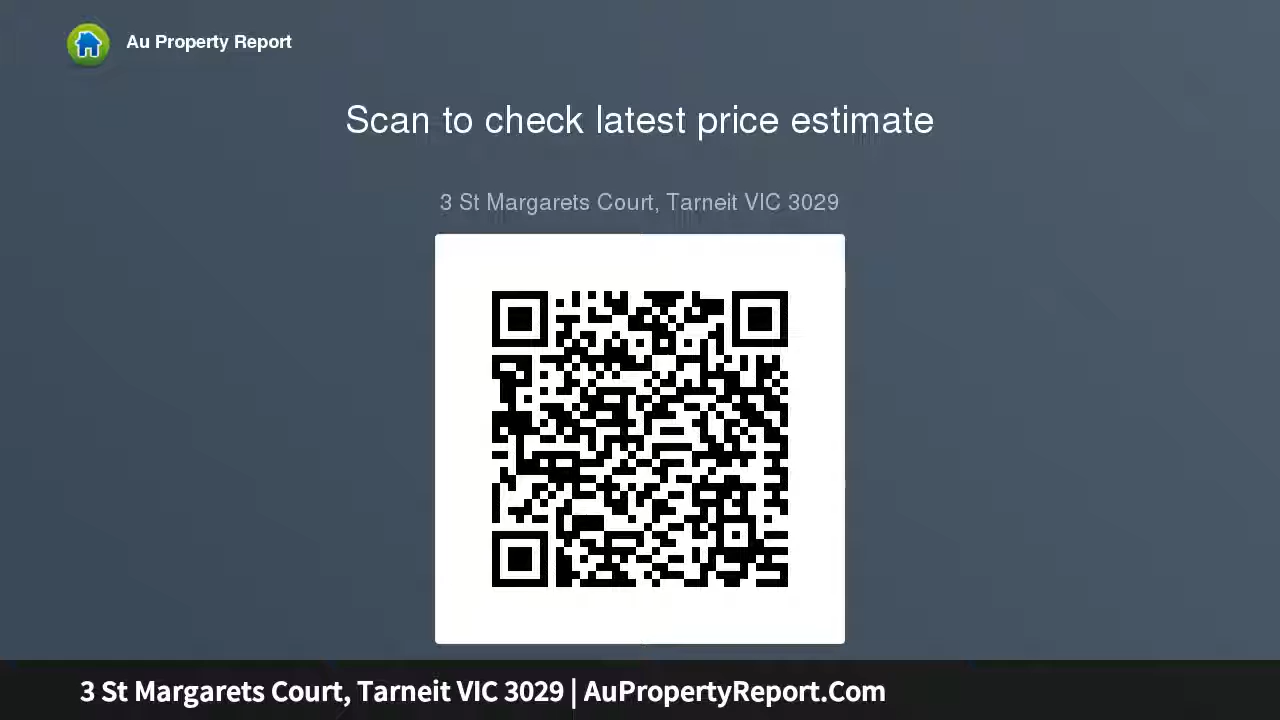 Au Property Report
Scan to check latest price estimate
3 St Margarets Court, Tarneit VIC 3029
3 St Margarets Court, Tarneit VIC 3029 | AuPropertyReport.Com